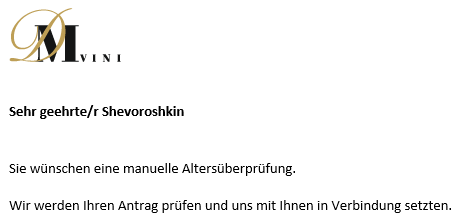 DM VINI
Sehr geehrte/r Shevoroshkin
Sie wünschen eine manuelle Altersüberprüfung.
Wir werden Ihren Antrag prüfen und uns mit Ihnen in Verbindung setzten.